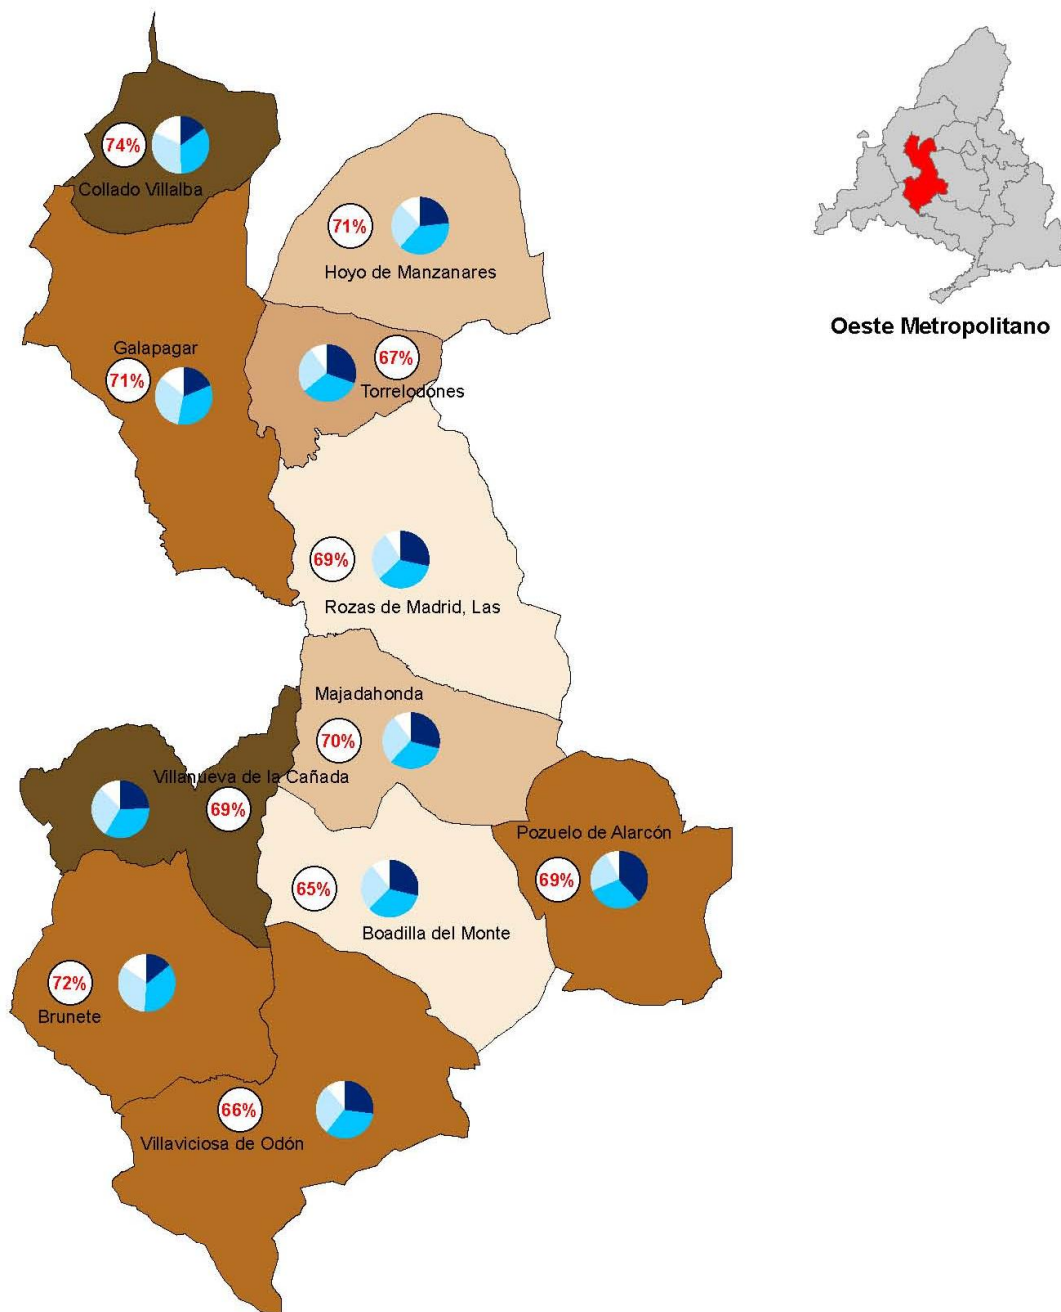 74%
Collado Villalba
71%
Hoyo de Manzanares
Oeste Metropolitano
Galapagar
71%
67%
Torrelodones
69%
Rozas de Madrid, Las
Majadahonda
70%
Villanueva de la Cañada
69%
Pozuelo de Alarcón
69%
65%
Boadilla del Monte
72%
Brunete
66%
Villaviciosa de Odón